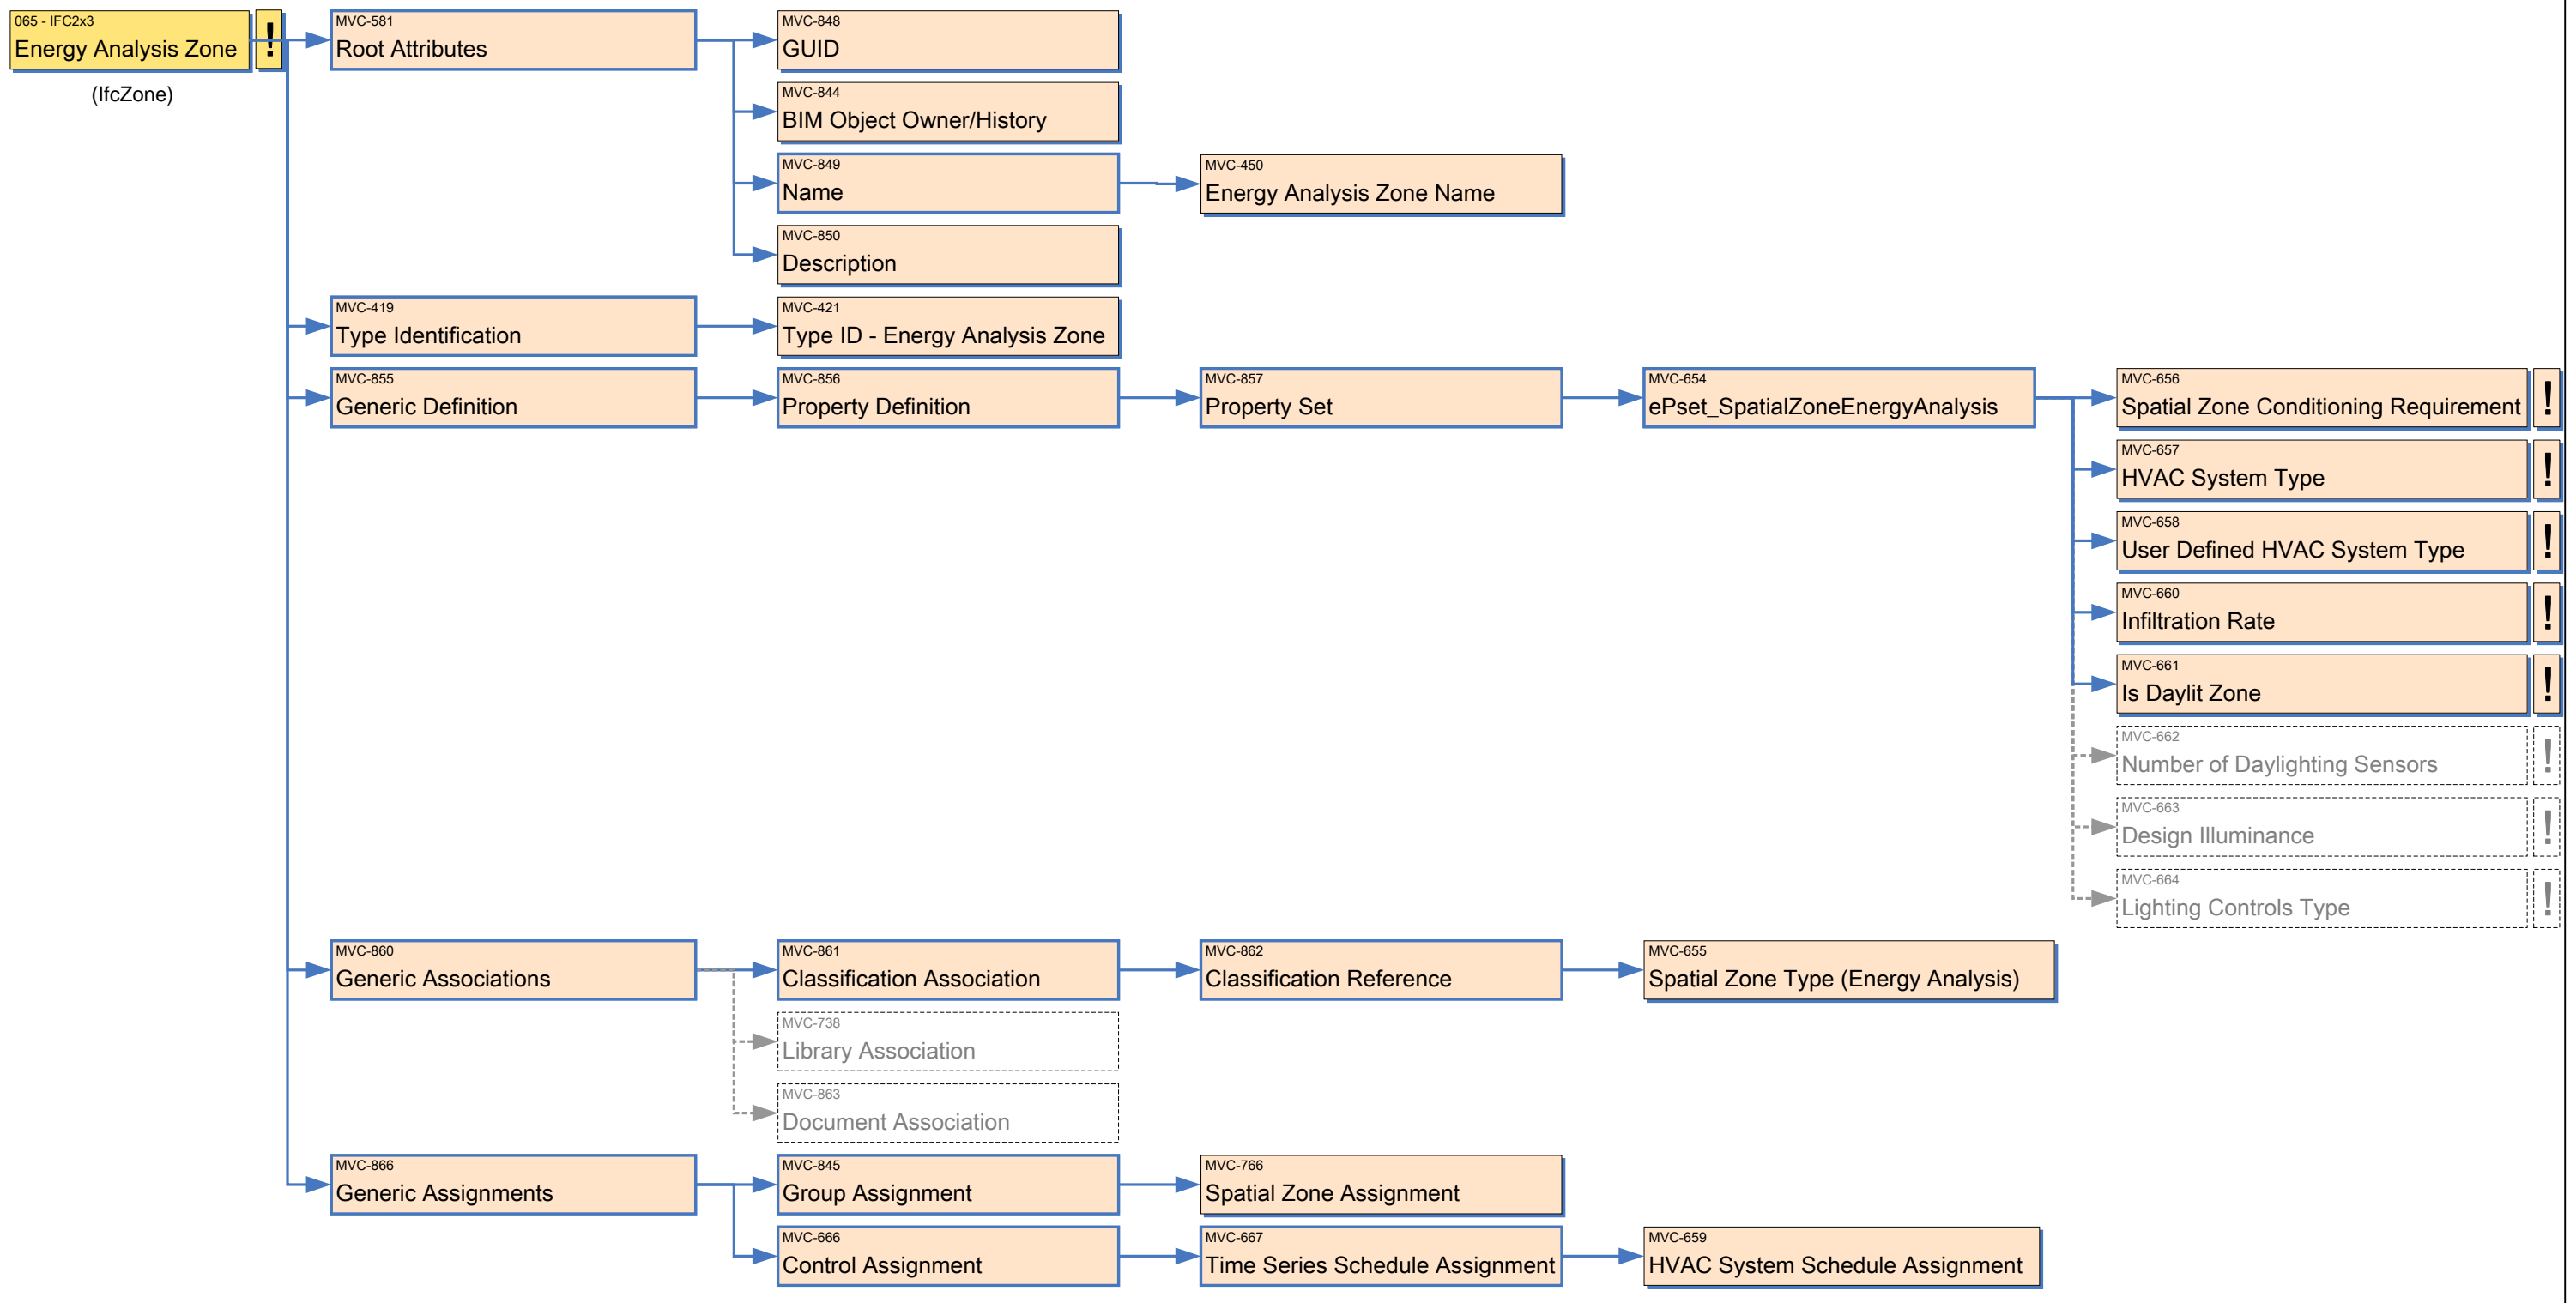 065 - IFC2x3
Energy Analysis Zone
!
(IfcZone)
MVC-581
Root Attributes
MVC-848
GUID
MVC-844
BIM Object Owner/History
MVC-849
Name
MVC-450
Energy Analysis Zone Name
MVC-850
Description
MVC-419
Type Identification
MVC-421
Type ID - Energy Analysis Zone
MVC-855
Generic Definition
MVC-856
Property Definition
MVC-857
Property Set
MVC-654
ePset_SpatialZoneEnergyAnalysis
MVC-656
Spatial Zone Conditioning Requirement
!
MVC-657
HVAC System Type
!
MVC-658
User Defined HVAC System Type
!
MVC-660
Infiltration Rate
!
MVC-661
Is Daylit Zone
!
MVC-662
Number of Daylighting Sensors
!
MVC-663
Design Illuminance
!
MVC-664
Lighting Controls Type
!
MVC-860
Generic Associations
MVC-861
Classification Association
MVC-862
Classification Reference
MVC-655
Spatial Zone Type (Energy Analysis)
MVC-738
Library Association
MVC-863
Document Association
MVC-866
Generic Assignments
MVC-845
Group Assignment
MVC-766
Spatial Zone Assignment
MVC-666
Control Assignment
MVC-667
Time Series Schedule Assignment
MVC-659
HVAC System Schedule Assignment